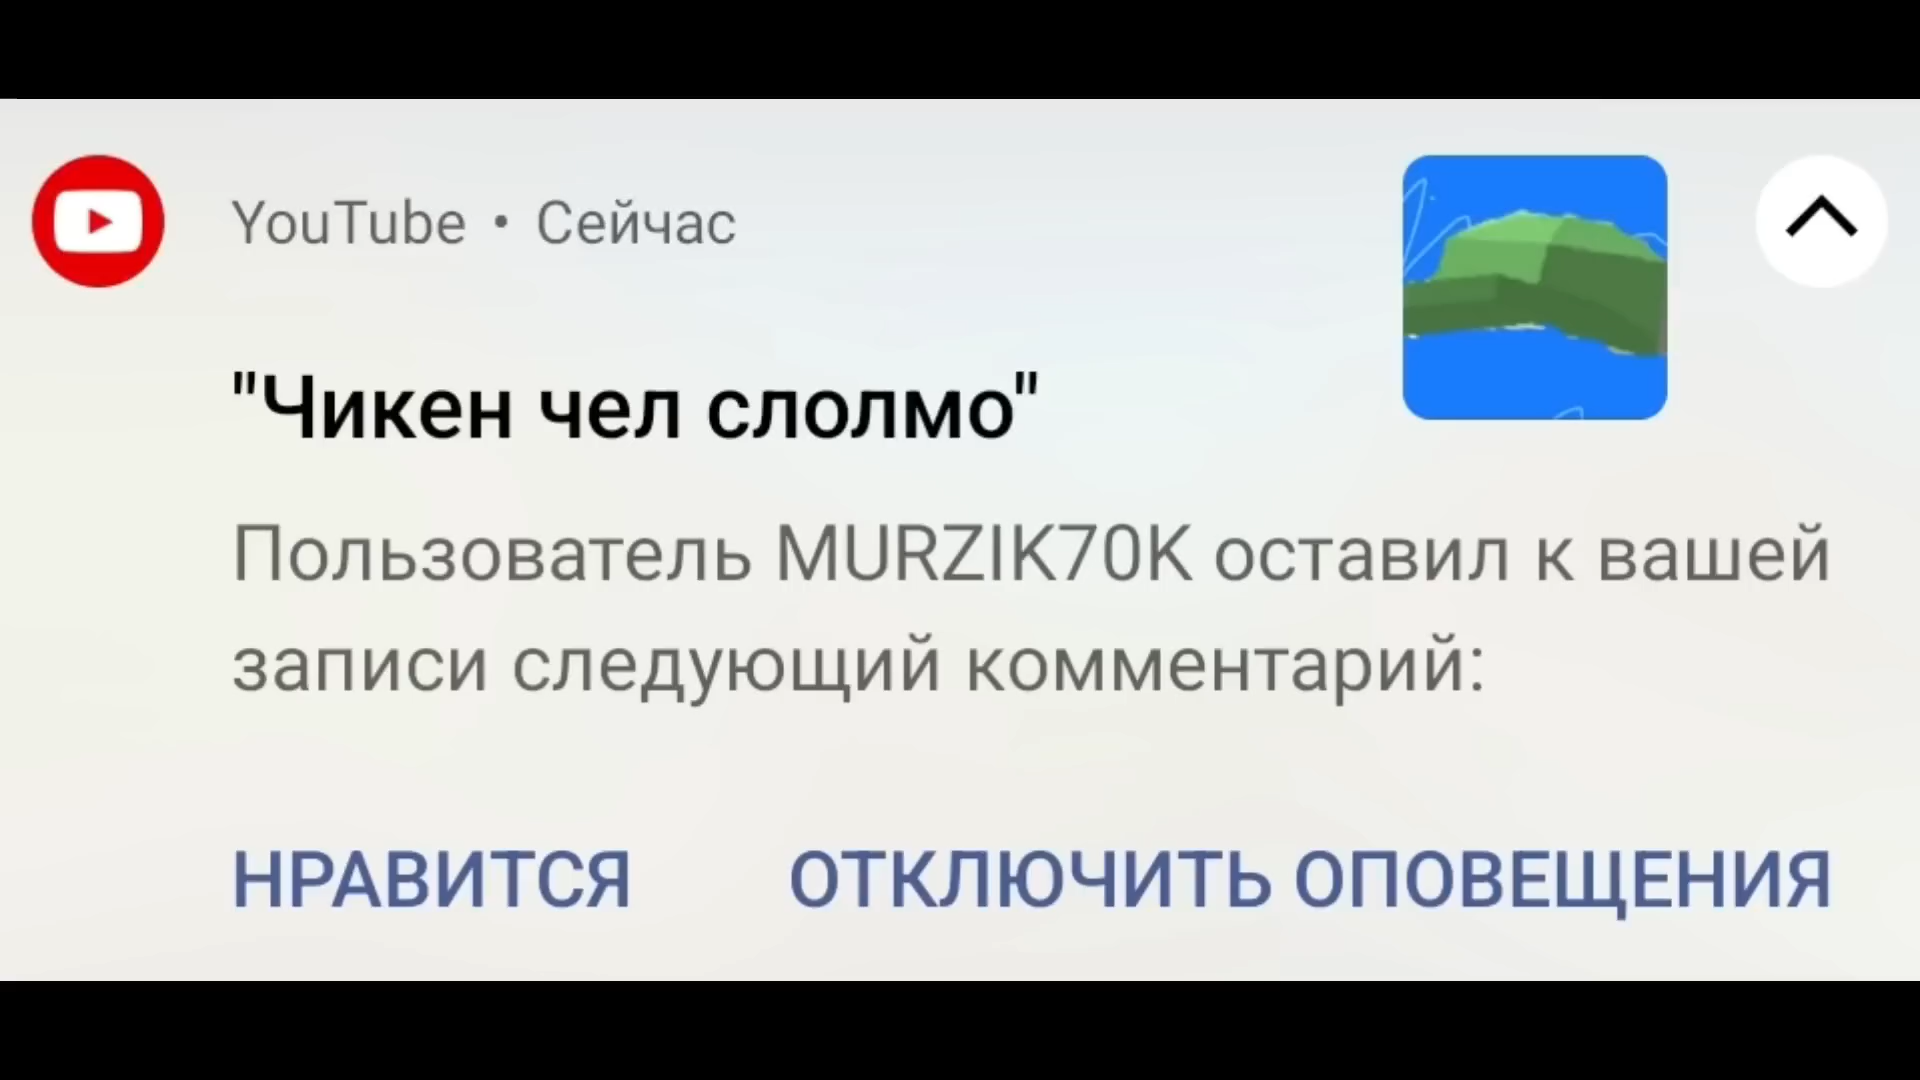 YouTube • Сейчас
"Чикен чел слолмо"
Пользователь MURZIK70K оставил к вашей
записи следующий комментарий:
НРАВИТСЯ ОТКЛЮЧИТЬ ОПОВЕЩЕНИЯ